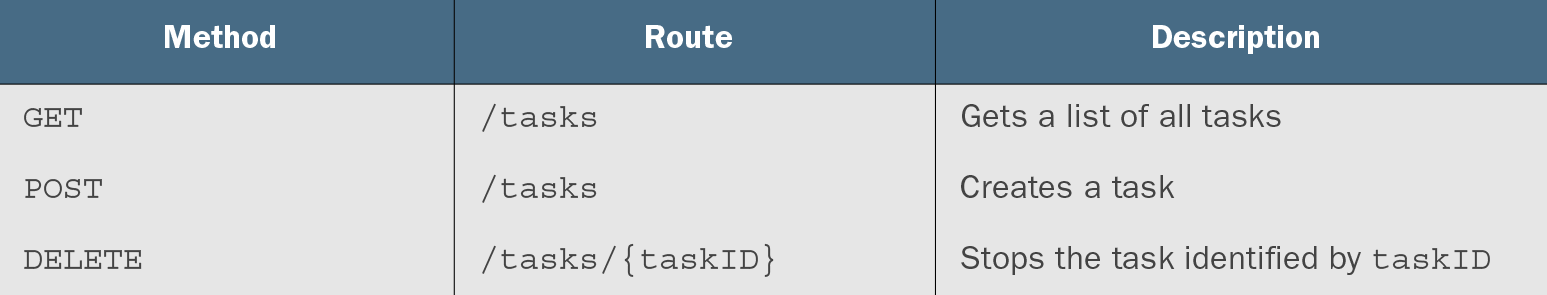 Method Route Description
GET /tasks Gets a list of all tasks
POST /tasks Creates a task
DELETE /tasks/{taskID} Stops the task identified by taskID